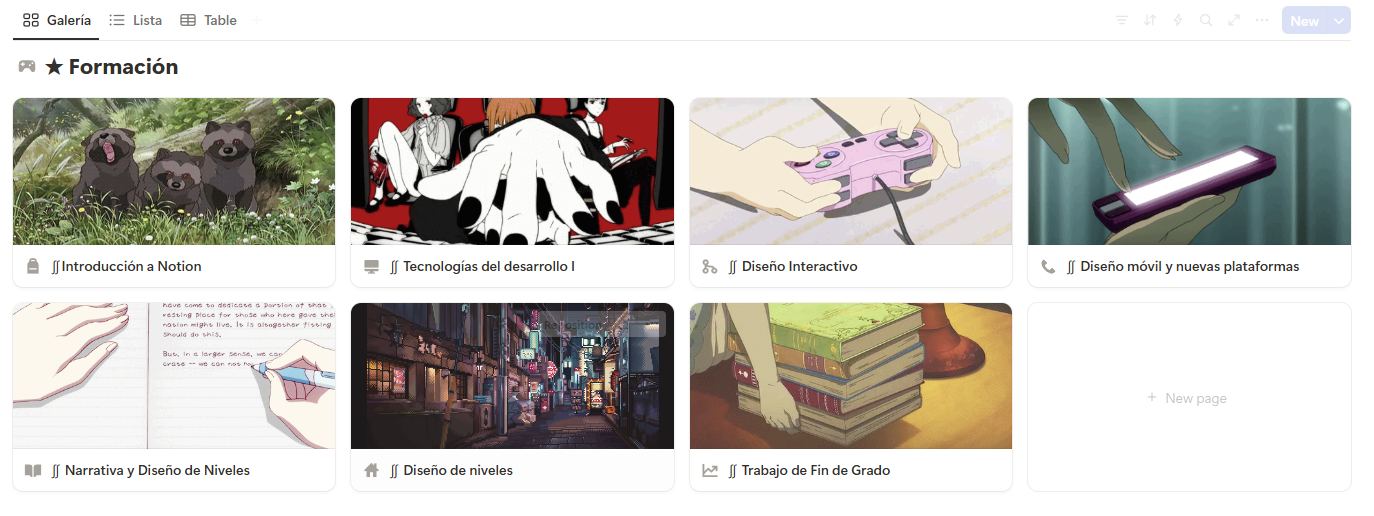 Galería Lista Table +
New
★ Formación
∬Introducción a Notion
∬ Tecnologías del desarrollo I
∬ Diseño Interactivo
∬ Diseño móvil y nuevas plataformas
have come to dedicate a portion of that
resting place for those who here gave their
nation might live. It is altogether fitting
should do this.
But, in a larger sense, we can
crate -- we can not
Reposition
+ New page
∬ Narrativa y Diseño de Niveles
∬ Diseño de niveles
∬ Trabajo de Fin de Grado